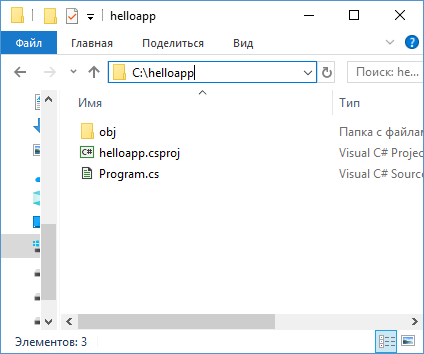 helloapp
Файл Главная Поделиться Вид
C:\helloapp Поиск: he...
Имя Тип
obj Папка с файлам
helloapp.csproj Visual C# Projec
Program.cs Visual C# Source
Элементов: 3